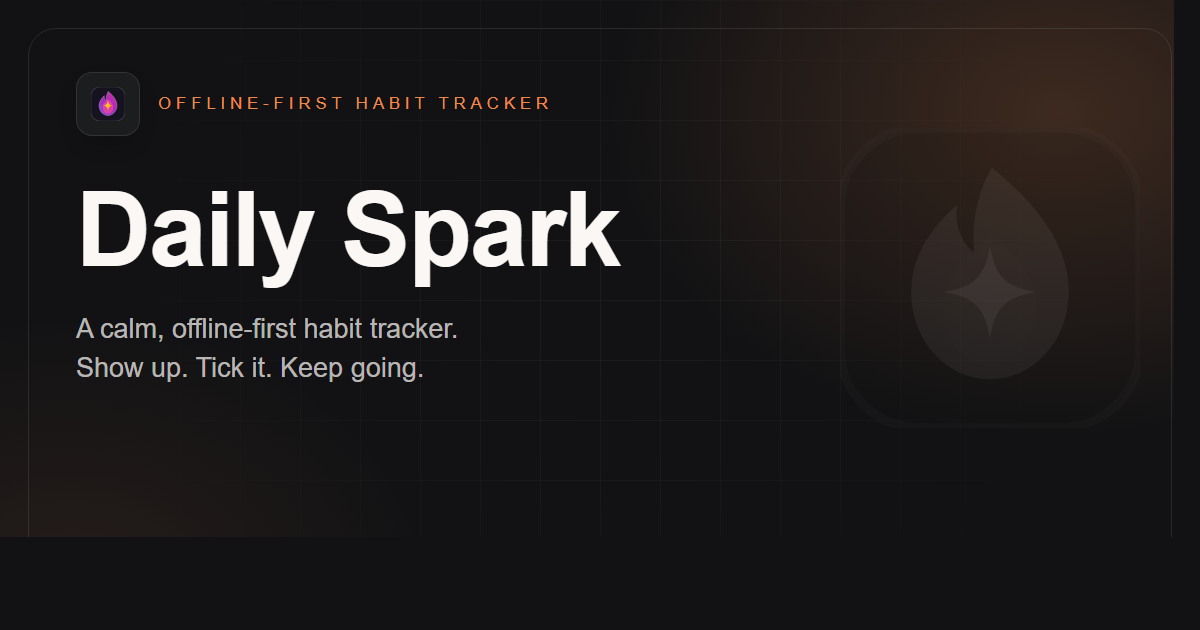 OFFLINE-FIRST HABIT TRACKER
Daily Spark
A calm, offline-first habit tracker.
Show up. Tick it. Keep going.